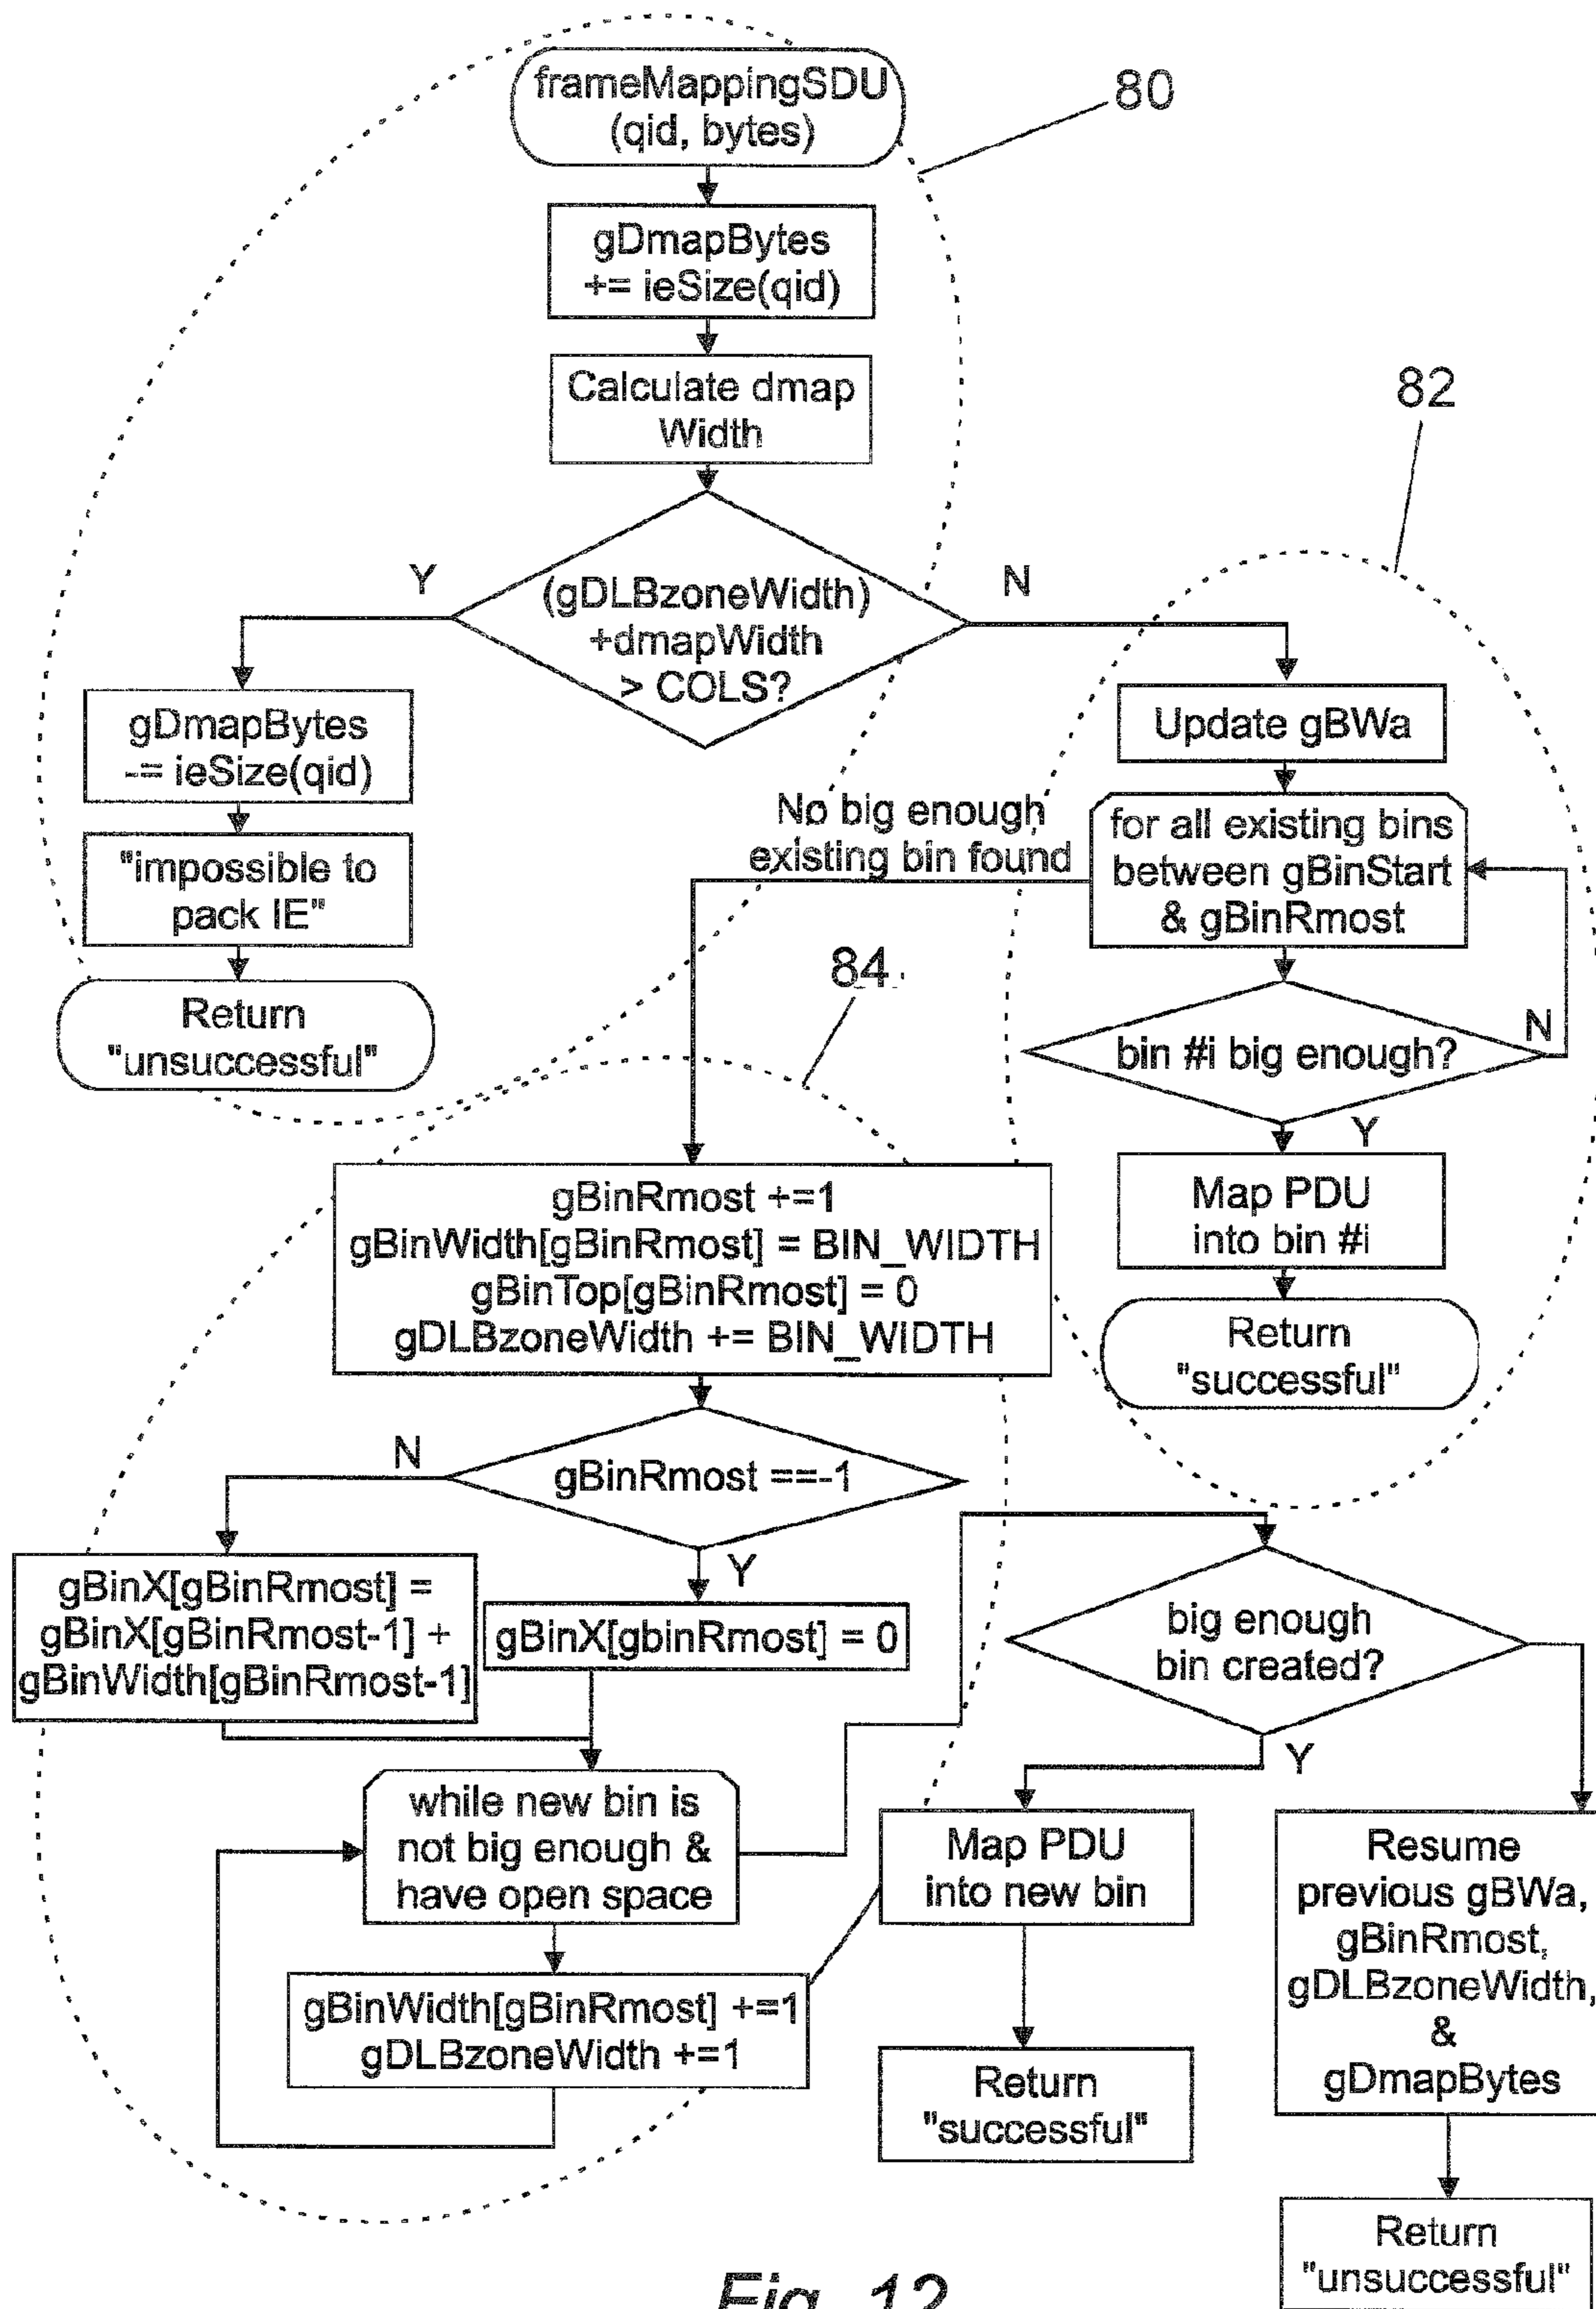 frameMappingSDU
(qid, bytes)
80
gDmapBytes
+= ieSize(qid)
Calculate dmap
Width
82
Y
(gDLBzoneWidth)
+dmapWidth
> COLS?
N
gDmapBytes
-= ieSize(qid)
"impossible to
pack IE"
Return
"unsuccessful"
Update gBWa
No big enough
existing bin found
for all existing bins
between gBinStart
& gBinRmost
84
bin #i big enough?
N
Y
Map PDU
into bin #i
Return
"successful"
gBinRmost +=1
gBinWidth[gBinRmost] = BIN_WIDTH
gBinTop[gBinRmost] = 0
gDLBzoneWidth += BIN_WIDTH
N
gBinRmost ==-1
Y
gBinX[gBinRmost] =
gBinX[gBinRmost-1] +
gBinWidth[gBinRmost-1]
gBinX[gbinRmost] = 0
big enough
bin created?
Y
while new bin is
not big enough &
have open space
gBinWidth[gBinRmost] +=1
gDLBzoneWidth +=1
Map PDU
into new bin
Return
"successful"
Resume
previous gBWa,
gBinRmost,
gDLBzoneWidth,
&
gDmapBytes
Return
"unsuccessful"
Fig. 12